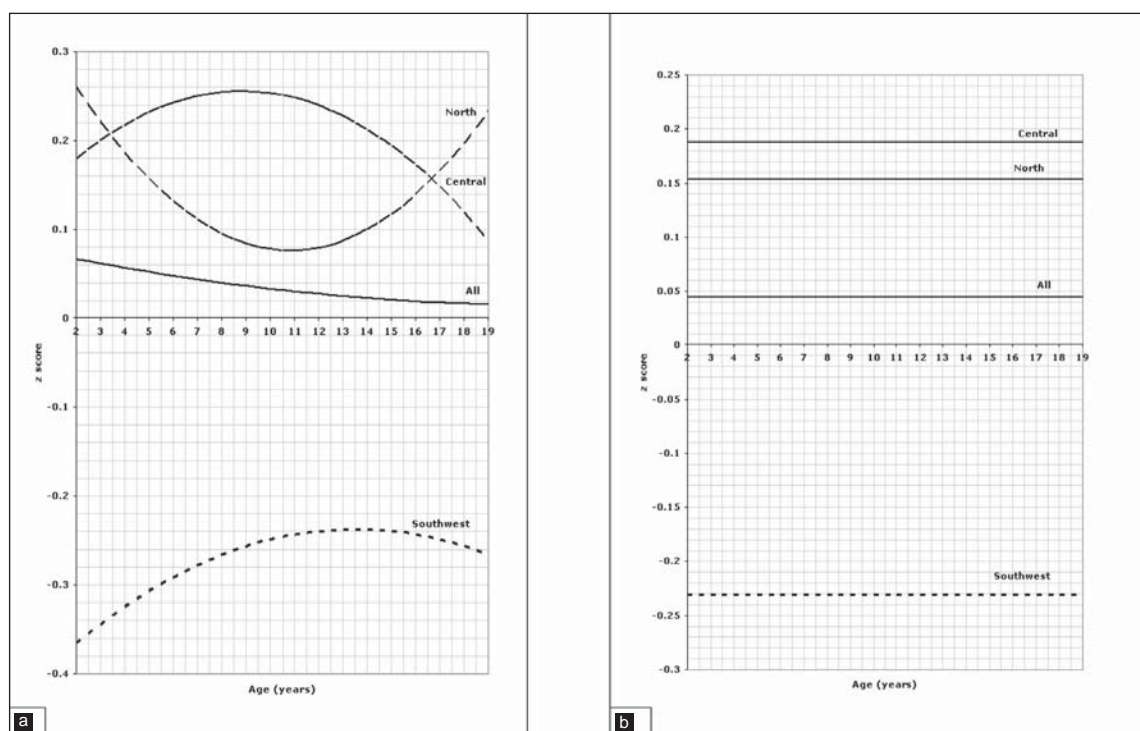 0.3
0.2
0.1
0
-0.1
-0.2
-0.3
-0.4
z score
North
Central
All
2 3 4 5 6 7 8 9 10 11 12 13 14 15 16 17 18 19
Southwest
Age (years)
a
0.25
0.2
0.15
0.1
0.05
0
-0.05
-0.1
-0.15
-0.2
-0.25
-0.3
z score
Central
North
All
2 3 4 5 6 7 8 9 10 11 12 13 14 15 16 17 18 19
Southwest
Age (years)
b